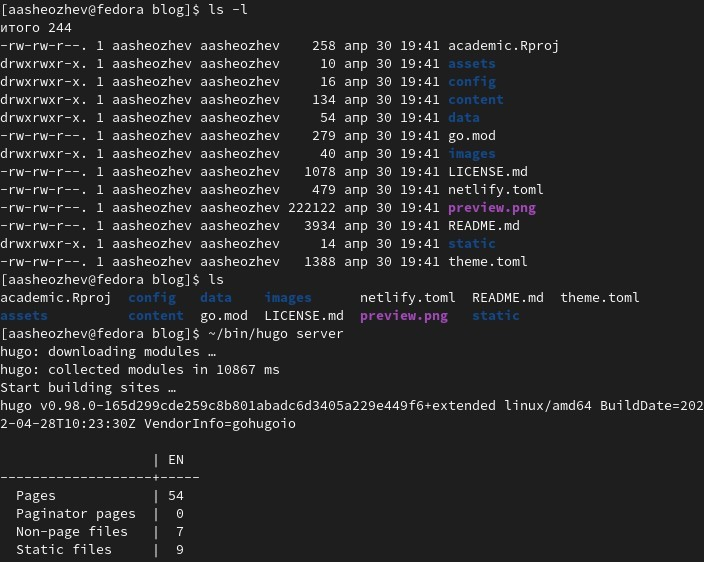 [aasheozhev@fedora blog]$ ls -l
итого 244
-rw-rw-r--. 1 aasheozhev aasheozhev    258 апр 30 19:41 academic.Rproj
drwxrwxr-x. 1 aasheozhev aasheozhev     10 апр 30 19:41 assets
drwxrwxr-x. 1 aasheozhev aasheozhev     16 апр 30 19:41 config
drwxrwxr-x. 1 aasheozhev aasheozhev    134 апр 30 19:41 content
drwxrwxr-x. 1 aasheozhev aasheozhev     54 апр 30 19:41 data
-rw-rw-r--. 1 aasheozhev aasheozhev    279 апр 30 19:41 go.mod
drwxrwxr-x. 1 aasheozhev aasheozhev     40 апр 30 19:41 images
-rw-rw-r--. 1 aasheozhev aasheozhev   1078 апр 30 19:41 LICENSE.md
-rw-rw-r--. 1 aasheozhev aasheozhev    479 апр 30 19:41 netlify.toml
-rw-rw-r--. 1 aasheozhev aasheozhev 222122 апр 30 19:41 preview.png
-rw-rw-r--. 1 aasheozhev aasheozhev   3934 апр 30 19:41 README.md
drwxrwxr-x. 1 aasheozhev aasheozhev     14 апр 30 19:41 static
-rw-rw-r--. 1 aasheozhev aasheozhev   1388 апр 30 19:41 theme.toml
[aasheozhev@fedora blog]$ ls
academic.Rproj  config   data    images      netlify.toml  README.md  theme.toml
assets          content  go.mod  LICENSE.md  preview.png   static
[aasheozhev@fedora blog]$ ~/bin/hugo server
hugo: downloading modules …
hugo: collected modules in 10867 ms
Start building sites …
hugo v0.98.0-165d299cde259c8b801abadc6d3405a229e449f6+extended linux/amd64 BuildDate=202
2-04-28T10:23:30Z VendorInfo=gohugoio
                   | EN
-------------------+-----
  Pages            | 54
  Paginator pages  |  0
  Non-page files   |  7
  Static files     |  9